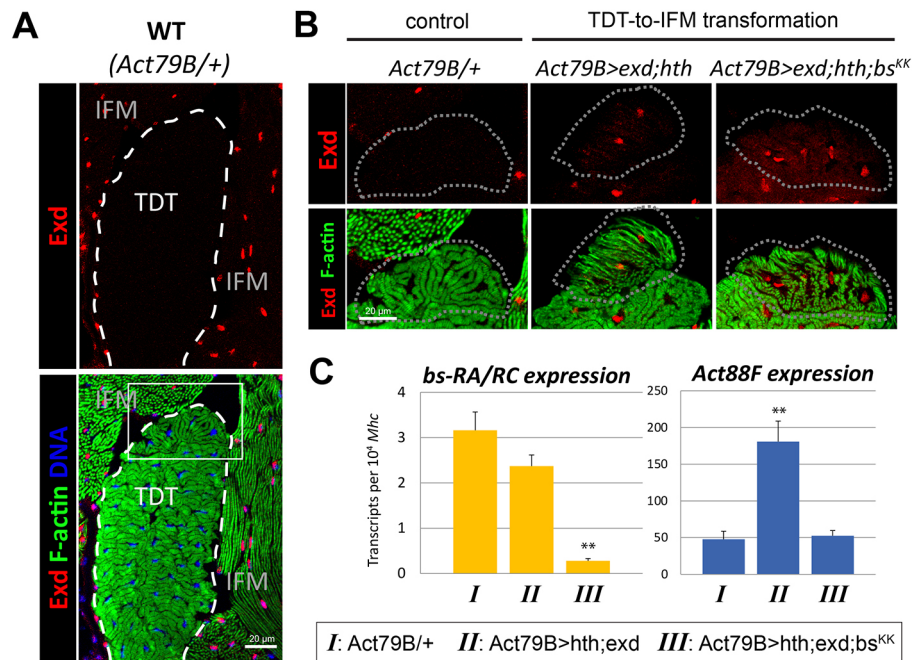 A
WT
(Act79B/+)
Exd
IFM
TDT
IFM
Exd F-actin DNA
IFM
TDT
IFM
20 µm
B
control
TDT-to-IFM transformation
Act79B/+
Act79B>exd;hth
Act79B>exd;hth;bsᴷᴷ
Exd
Exd F-actin
20 µm
C
bs-RA/RC expression
Transcripts per 10⁴ Mhc
4
3
2
1
0
**
I
II
III
Act88F expression
250
200
150
100
50
0
**
I
II
III
I: Act79B/+ II: Act79B>hth;exd III: Act79B>hth;exd;bsᴷᴷ